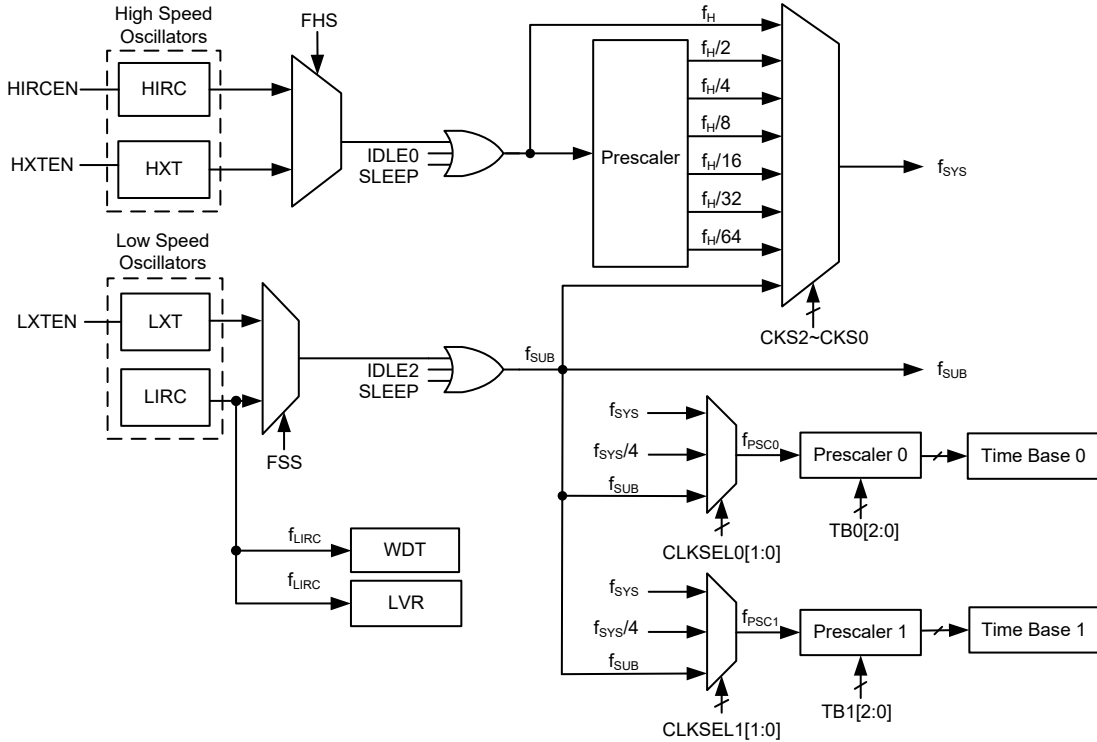 High Speed
Oscillators
FHS
HIRCEN
HIRC
HXTEN
HXT
IDLE0
SLEEP
fH
Prescaler
fH/2
fH/4
fH/8
fH/16
fH/32
fH/64
fSYS
CKS2~CKS0
Low Speed
Oscillators
LXTEN
LXT
LIRC
FSS
IDLE2
SLEEP
fSUB
fSUB
fSYS
fSYS/4
fSUB
fPSC0
Prescaler 0
Time Base 0
CLKSEL0[1:0]
TB0[2:0]
fLIRC
WDT
fLIRC
LVR
fSYS
fSYS/4
fSUB
fPSC1
Prescaler 1
Time Base 1
CLKSEL1[1:0]
TB1[2:0]